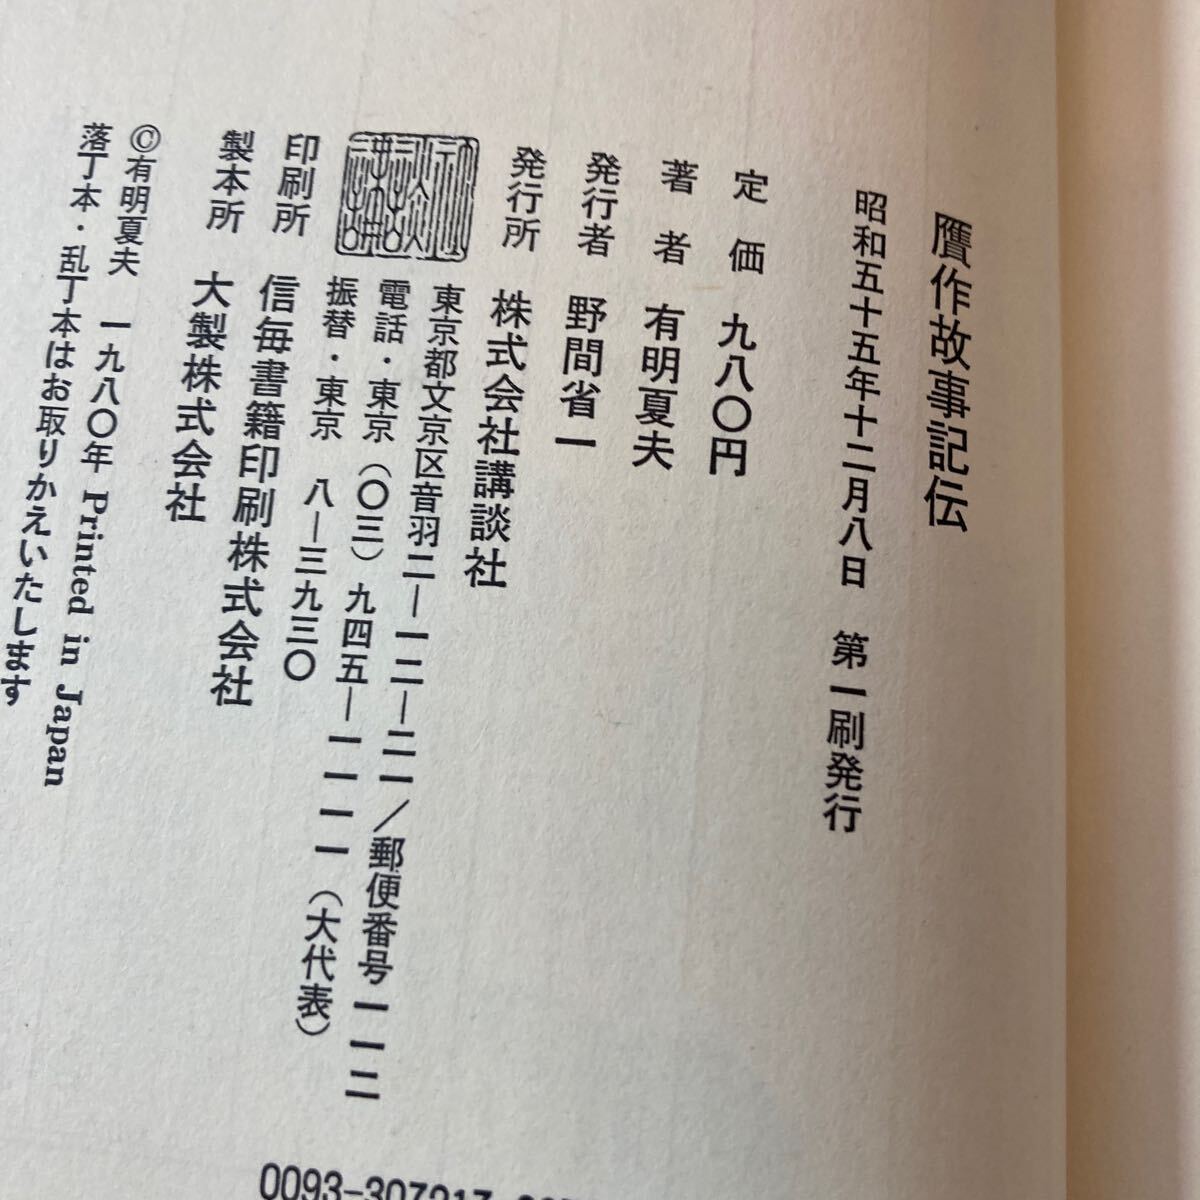 贋作故事記伝
昭和五十五年十二月八日　第一刷発行
定価　九八〇円
著者　有明夏夫
発行者　野間省一
発行所　株式会社講談社
東京都文京区音羽二―一二―二一／郵便番号一一二
電話・東京（〇三）九四五―一一一一（大代表）
振替・東京　八―三九三〇
印刷所　信毎書籍印刷株式会社
製本所　大製株式会社
©有明夏夫　一九八〇年　Printed in Japan
落丁本・乱丁本はお取りかえいたします
0093-307217